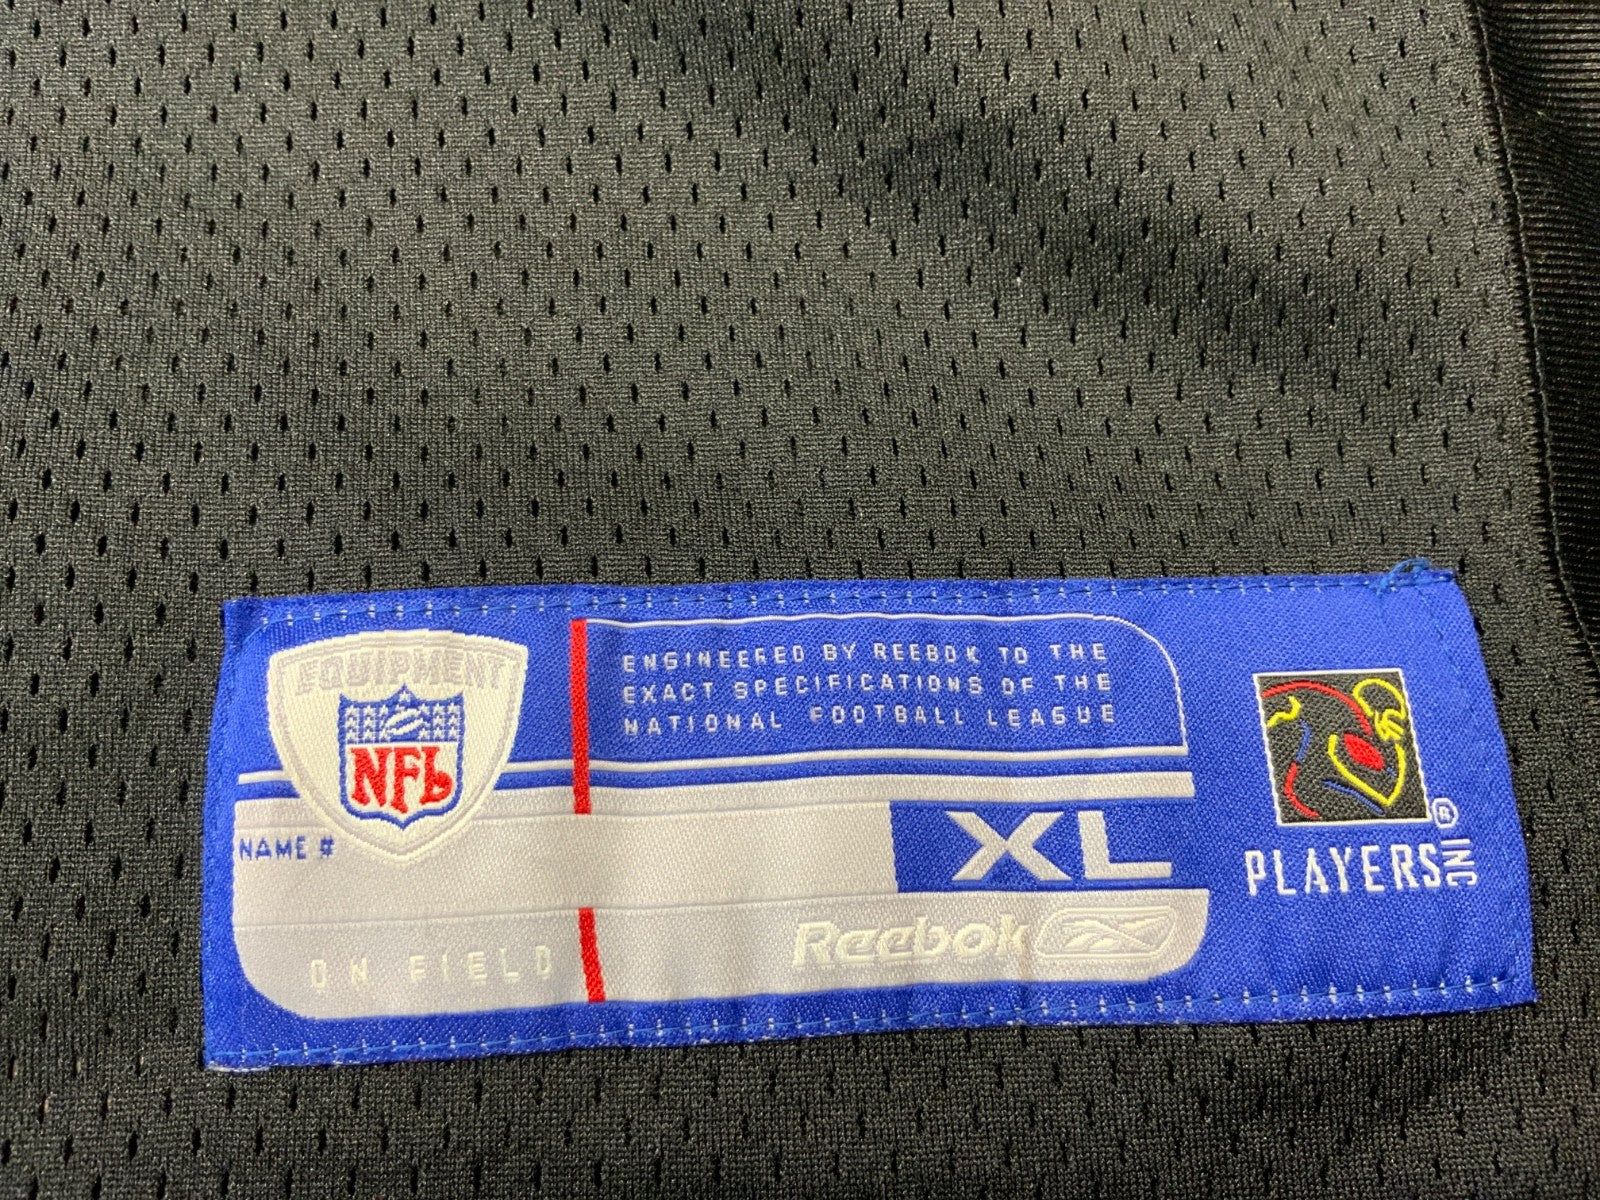 EQUIPMENT
NFL
ENGINEERED BY REEBOK TO THE
EXACT SPECIFICATIONS OF THE
NATIONAL FOOTBALL LEAGUE
NAME #
XL
ON FIELD
Reebok
®
PLAYERS INC